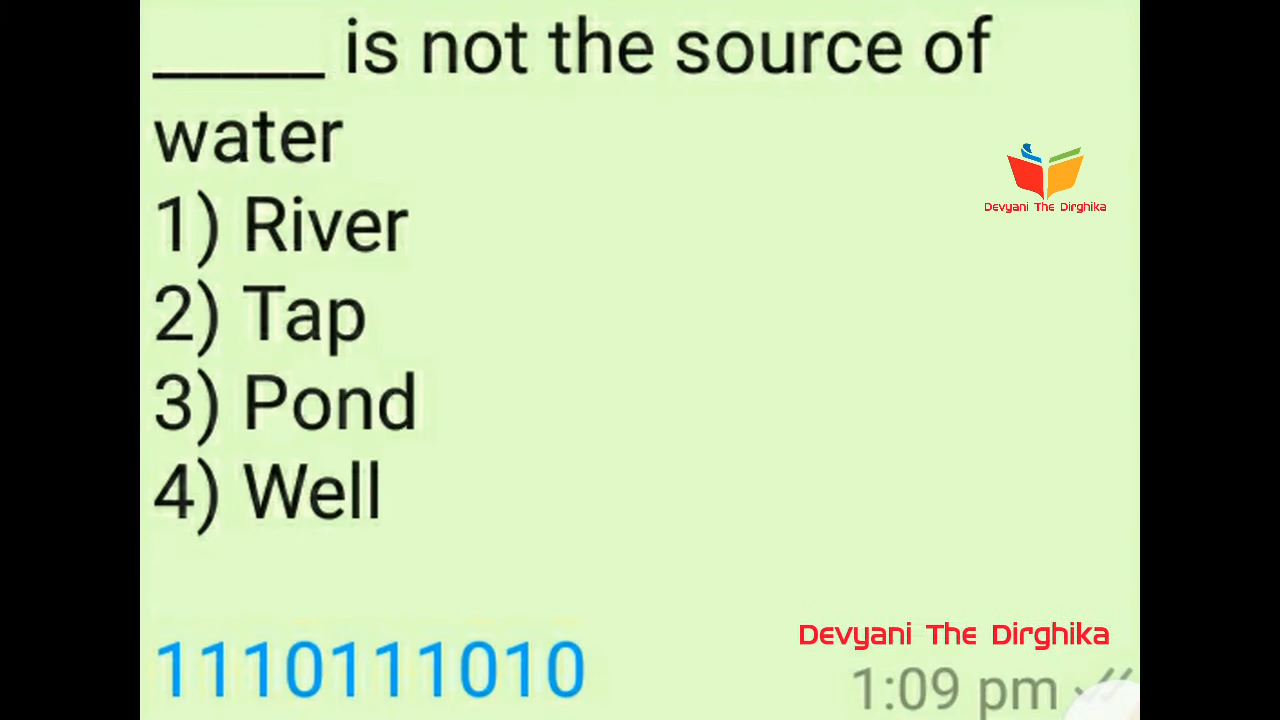 _____ is not the source of
water
1) River
2) Tap
3) Pond
4) Well
Devyani The Dirghika
1110111010
Devyani The Dirghika
1:09 pm